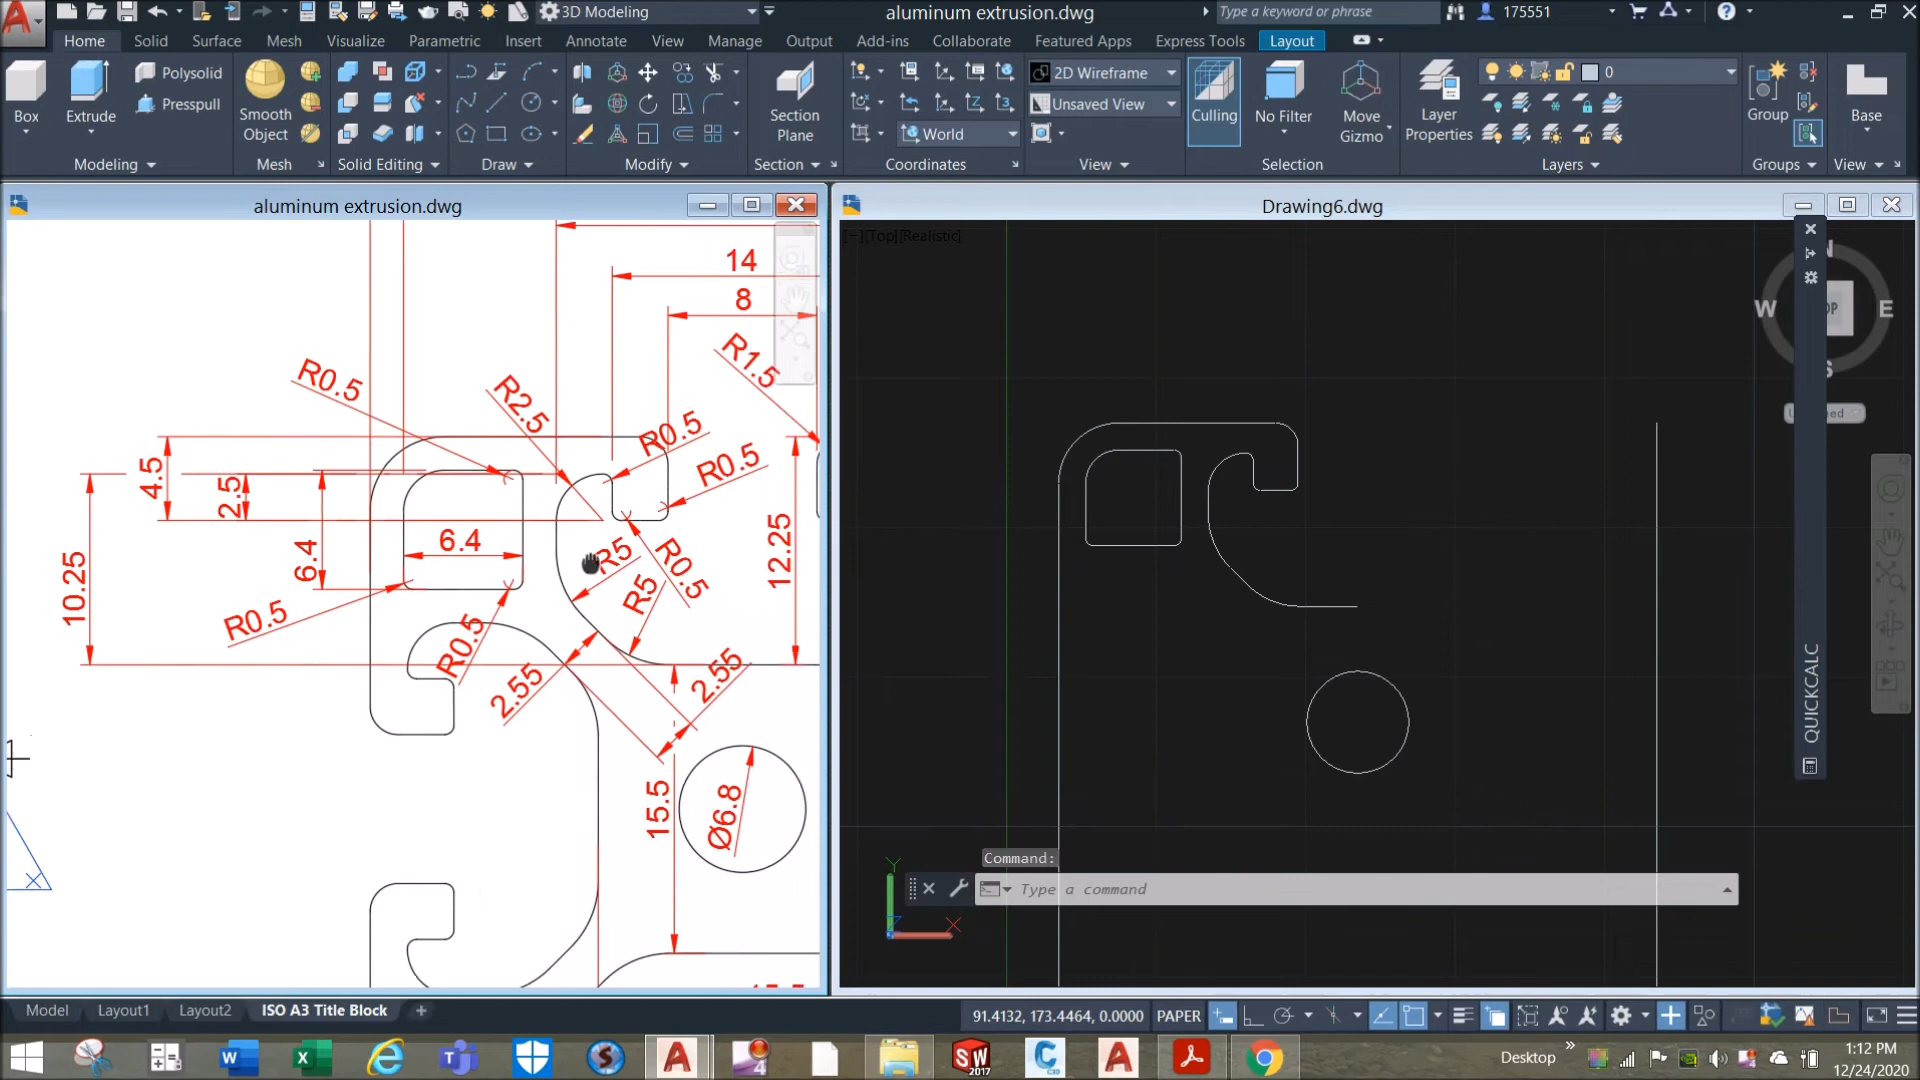 3D Modeling
aluminum extrusion.dwg
Type a keyword or phrase
175551
Home
Solid
Surface
Mesh
Visualize
Parametric
Insert
Annotate
View
Manage
Output
Add-ins
Collaborate
Featured Apps
Express Tools
Layout
Box
Extrude
Polysolid
Presspull
Smooth
Object
Section
Plane
World
2D Wireframe
Unsaved View
Culling
No Filter
Move
Gizmo
Layer
Properties
0
Group
Base
Modeling
Mesh
Solid Editing
Draw
Modify
Section
Coordinates
View
Selection
Layers
Groups
View
aluminum extrusion.dwg
Drawing6.dwg
14
8
R1.5
R0.5
R2.5
R0.5
R0.5
4.5
2.5
6.4
6.4
10.25
12.25
R5
R0.5
R5
R0.5
R0.5
2.55
2.55
15.5
Ø6.8
[−][Top][Realistic]
W
E
S
QUICKCALC
Y
X
Command:
Type a command
Model
Layout1
Layout2
ISO A3 Title Block
91.4132, 173.4464, 0.0000
PAPER
Desktop
1:12 PM
12/24/2020